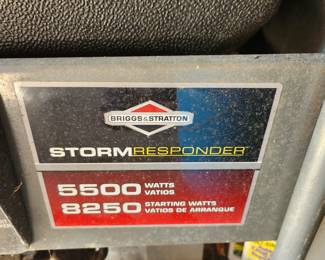 BRIGGS&STRATTON
STORMRESPONDER
5500 WATTS
VATIOS
8250 STARTING WATTS
VATIOS DE ARRANQUE